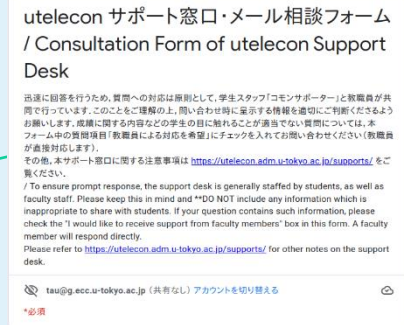 utelecon サポート窓口・メール相談フォーム
/ Consultation Form of utelecon Support
Desk
迅速に回答を行うため，質問への対応は原則として，学生スタッフ「コモンサポーター」と教職員が共
同で行っています．このことをご理解の上，問い合わせ時に呈示する情報を適切にご判断くださるよう
お願いします．成績に関する内容などの学生の目に触れることが適当でない質問については，本
フォーム中の質問項目「教職員による対応を希望」にチェックを入れてお問い合わせください（教職員
が直接対応します）．
その他，本サポート窓口に関する注意事項は https://utelecon.adm.u-tokyo.ac.jp/supports/ をご
覧ください．
/ To ensure prompt response, the support desk is generally staffed by students, as well as
faculty staff. Please keep this in mind and **DO NOT include any information which is
inappropriate to share with students. If your question contains such information, please
check the "I would like to receive support from faculty members" box in this form. A faculty
member will respond directly.
Please refer to https://utelecon.adm.u-tokyo.ac.jp/supports/ for other notes on the support
desk.
tau@g.ecc.u-tokyo.ac.jp（共有なし）アカウントを切り替える
*必須